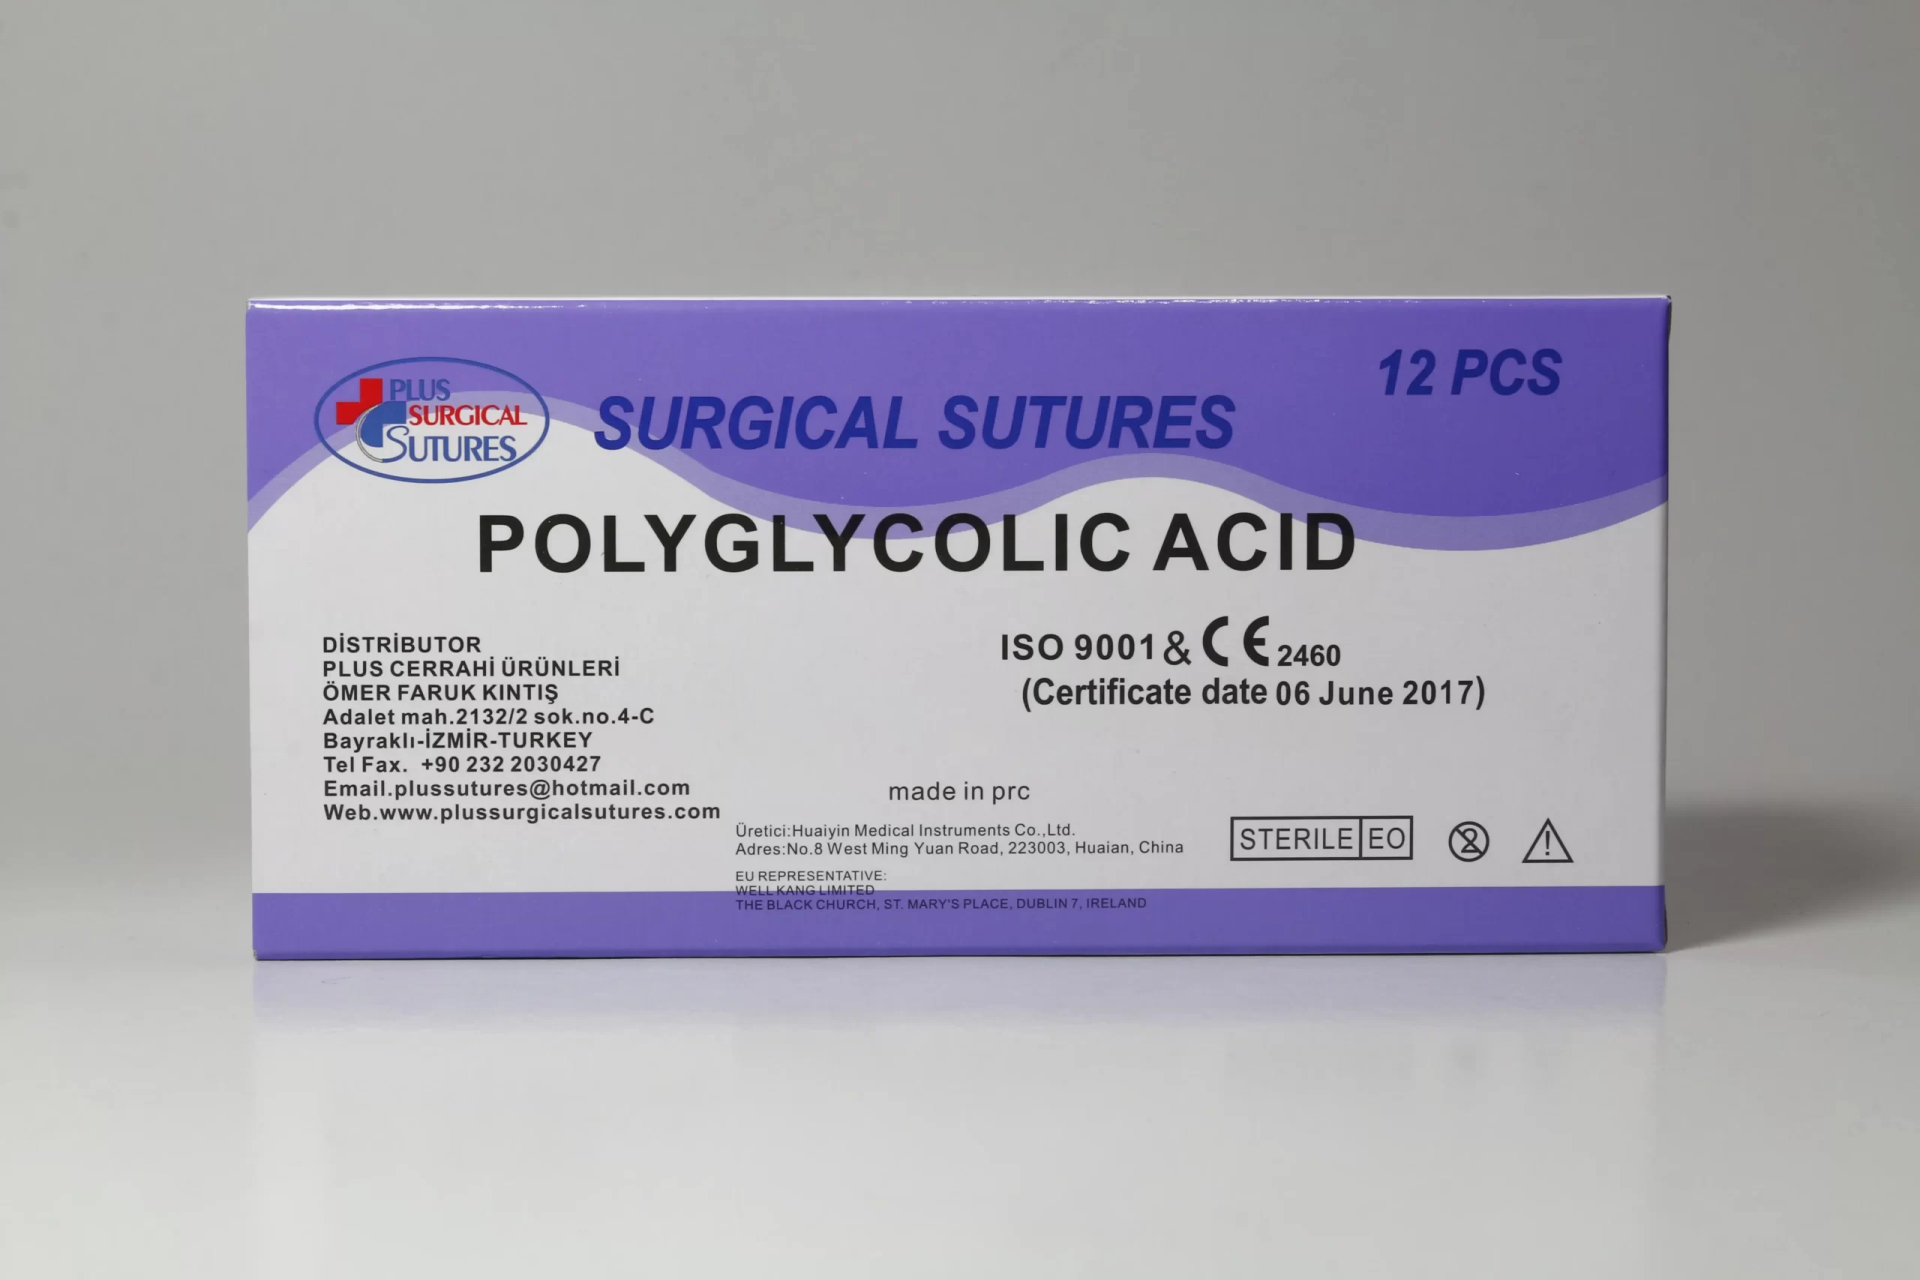 PLUS
SURGICAL
SUTURES
SURGICAL SUTURES
12 PCS
POLYGLYCOLIC ACID
DİSTRİBUTOR
PLUS CERRAHİ ÜRÜNLERİ
ÖMER FARUK KINTIŞ
Adalet mah.2132/2 sok.no.4-C
Bayraklı-İZMİR-TURKEY
Tel Fax. +90 232 2030427
Email.plussutures@hotmail.com
Web.www.plussurgicalsutures.com
ISO 9001 & CE 2460
(Certificate date 06 June 2017)
made in prc
Üretici:Huaiyin Medical Instruments Co.,Ltd.
Adres:No.8 West Ming Yuan Road, 223003, Huaian, China
EU REPRESENTATIVE:
WELL KANG LIMITED
THE BLACK CHURCH, ST. MARY'S PLACE, DUBLIN 7, IRELAND
STERILE EO
2
!